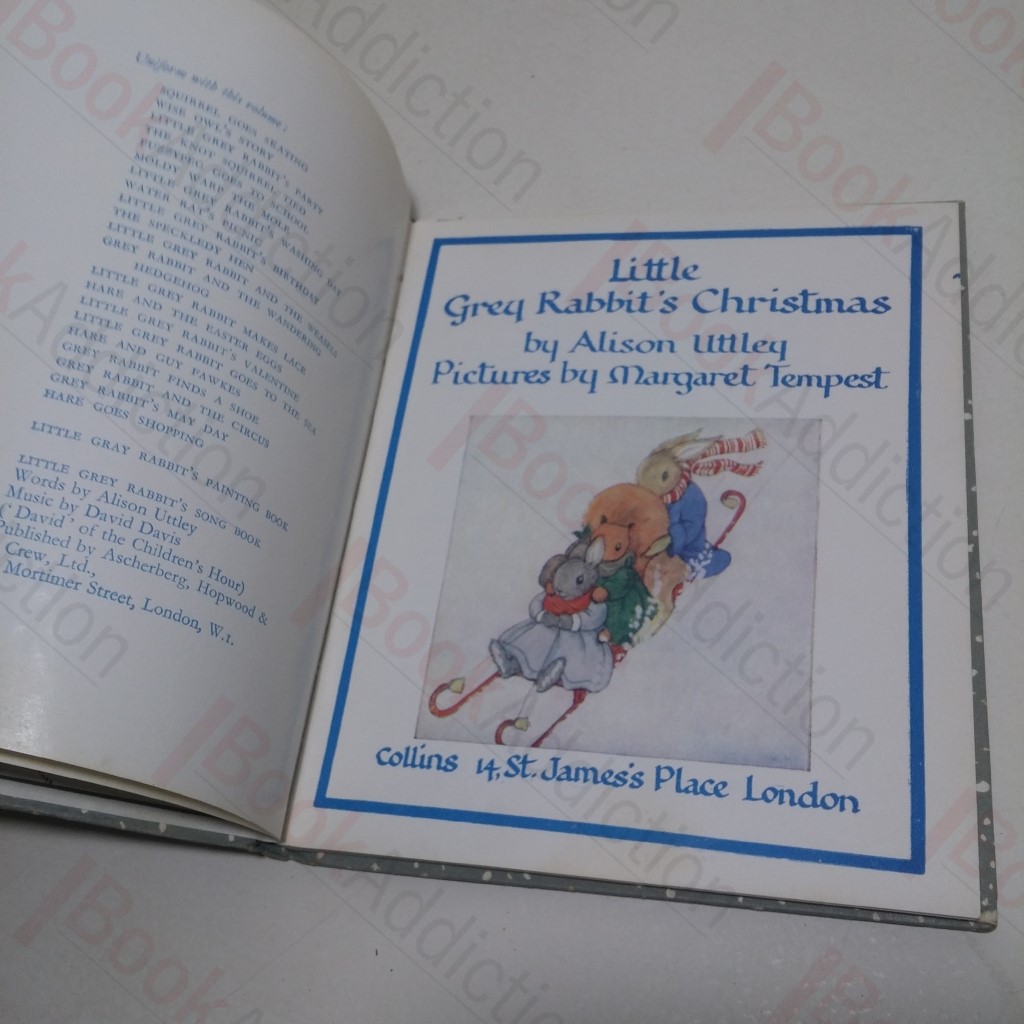 Uniform with this volume:
SQUIRREL GOES SKATING
WISE OWL'S STORY
LITTLE GREY RABBIT'S PARTY
THE KNOT SQUIRREL TIED
FUZZYPEG GOES TO SCHOOL
MOLDY WARP THE MOLE
LITTLE GREY RABBIT'S WASHING DAY
WATER RAT'S PICNIC
LITTLE GREY RABBIT'S BIRTHDAY
THE SPECKLEDY HEN
LITTLE GREY RABBIT AND THE WEASELS
GREY RABBIT AND THE WANDERING
HEDGEHOG
LITTLE GREY RABBIT MAKES LACE
HARE AND THE EASTER EGGS
LITTLE GREY RABBIT'S VALENTINE
LITTLE GREY RABBIT GOES TO THE SEA
HARE AND GUY FAWKES
GREY RABBIT FINDS A SHOE
GREY RABBIT AND THE CIRCUS
GREY RABBIT'S MAY DAY
HARE GOES SHOPPING
LITTLE GRAY RABBIT'S PAINTING BOOK
LITTLE GREY RABBIT'S SONG BOOK
Words by Alison Uttley
Music by David Davis
('David' of the Children's Hour)
Published by Ascherberg, Hopwood &
Crew, Ltd.,
Mortimer Street, London, W.1.
Little
Grey Rabbit's Christmas
by Alison Uttley
Pictures by Margaret Tempest
collins 14, St. James's Place London
BookAddiction